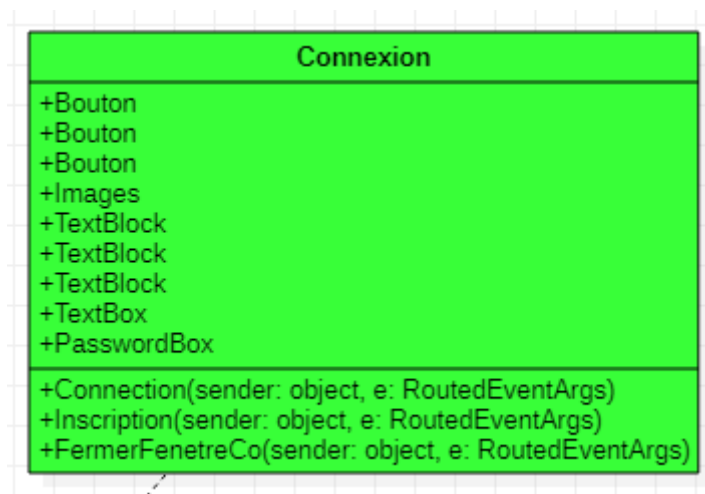 Connexion
+Bouton
+Bouton
+Bouton
+Images
+TextBlock
+TextBlock
+TextBlock
+TextBox
+PasswordBox
+Connection(sender: object, e: RoutedEventArgs)
+Inscription(sender: object, e: RoutedEventArgs)
+FermerFenetreCo(sender: object, e: RoutedEventArgs)